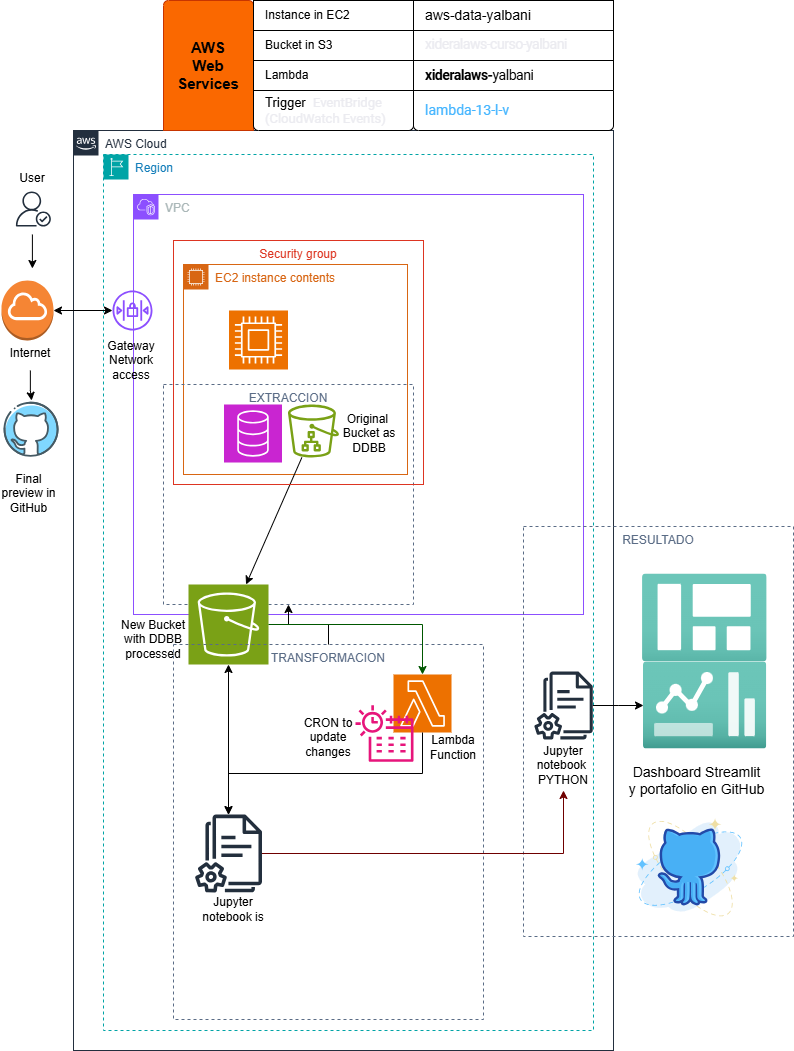 AWS
Web
Services
Instance in EC2
aws-data-yalbani
Bucket in S3
xideralaws-curso-yalbani
Lambda
xideralaws-yalbani
Trigger EventBridge
(CloudWatch Events)
lambda-13-l-v
aws
AWS Cloud
Region
User
VPC
Security group
EC2 instance contents
Internet
Gateway
Network
access
EXTRACCION
Original
Bucket as
DDBB
Final
preview in
GitHub
RESULTADO
New Bucket
with DDBB
processed
TRANSFORMACION
CRON to
update
changes
Lambda
Function
Jupyter
notebook
PYTHON
Dashboard Streamlit
y portafolio en GitHub
Jupyter
notebook is